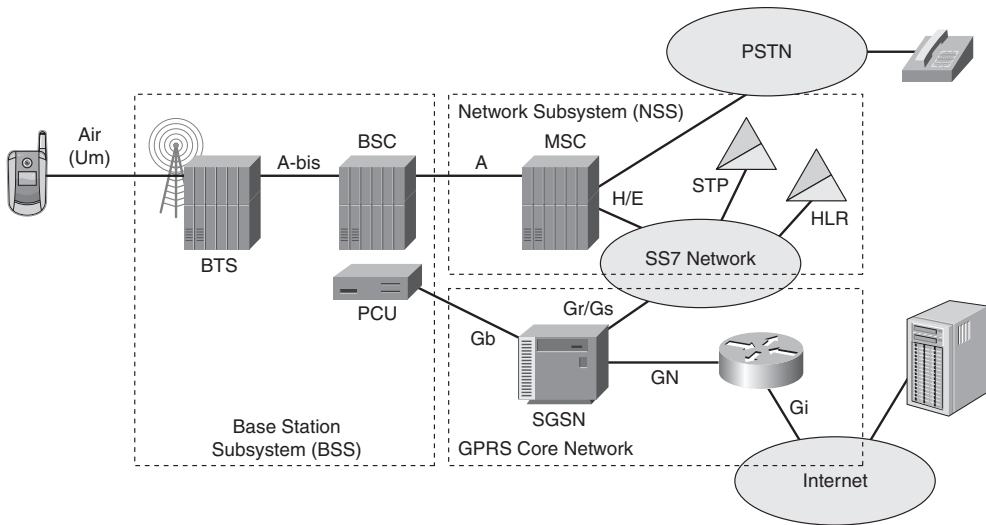 PSTN
Network Subsystem (NSS)
Air
(Um)
BSC
MSC
A-bis
A
STP
H/E
HLR
BTS
SS7 Network
PCU
Gr/Gs
Gb
GN
SGSN
Gi
Base Station
Subsystem (BSS)
GPRS Core Network
Internet